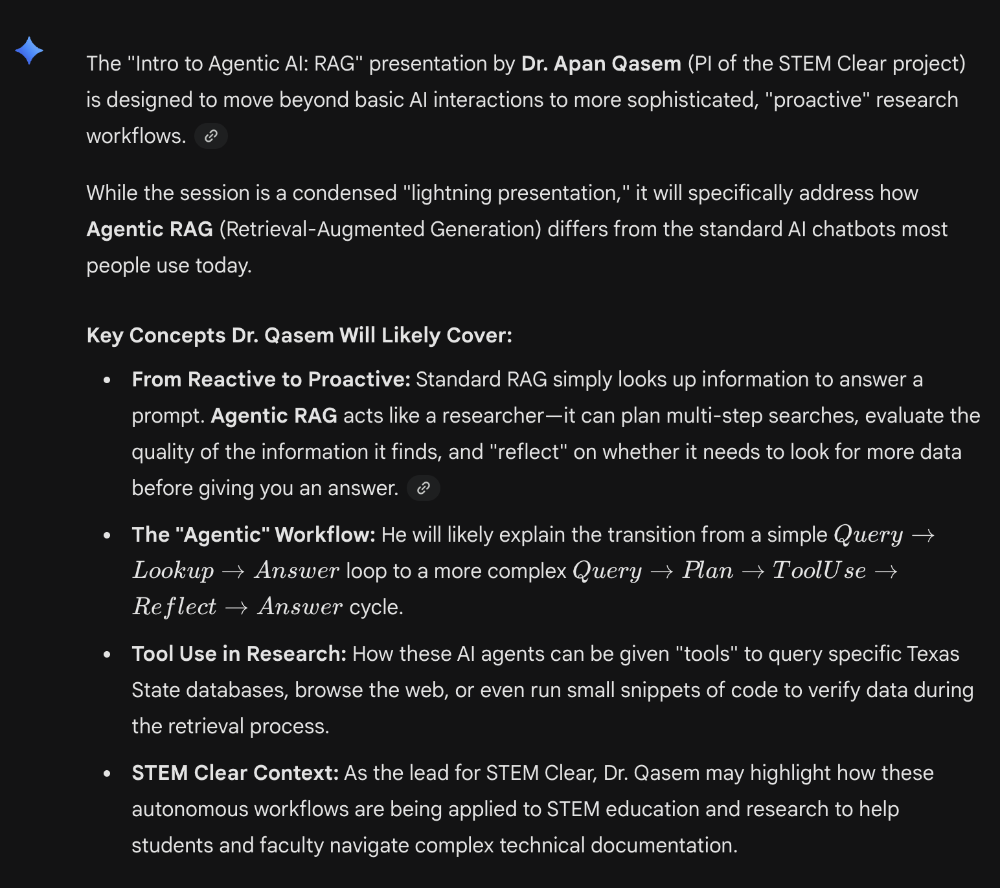 The "Intro to Agentic AI: RAG" presentation by Dr. Apan Qasem (PI of the STEM Clear project)
is designed to move beyond basic AI interactions to more sophisticated, "proactive" research
workflows.
While the session is a condensed "lightning presentation," it will specifically address how
Agentic RAG (Retrieval-Augmented Generation) differs from the standard AI chatbots most
people use today.
Key Concepts Dr. Qasem Will Likely Cover:
• From Reactive to Proactive: Standard RAG simply looks up information to answer a
prompt. Agentic RAG acts like a researcher—it can plan multi-step searches, evaluate the
quality of the information it finds, and "reflect" on whether it needs to look for more data
before giving you an answer.
• The "Agentic" Workflow: He will likely explain the transition from a simple Query →
Lookup → Answer loop to a more complex Query → Plan → ToolUse →
Reflect → Answer cycle.
• Tool Use in Research: How these AI agents can be given "tools" to query specific Texas
State databases, browse the web, or even run small snippets of code to verify data during
the retrieval process.
• STEM Clear Context: As the lead for STEM Clear, Dr. Qasem may highlight how these
autonomous workflows are being applied to STEM education and research to help
students and faculty navigate complex technical documentation.